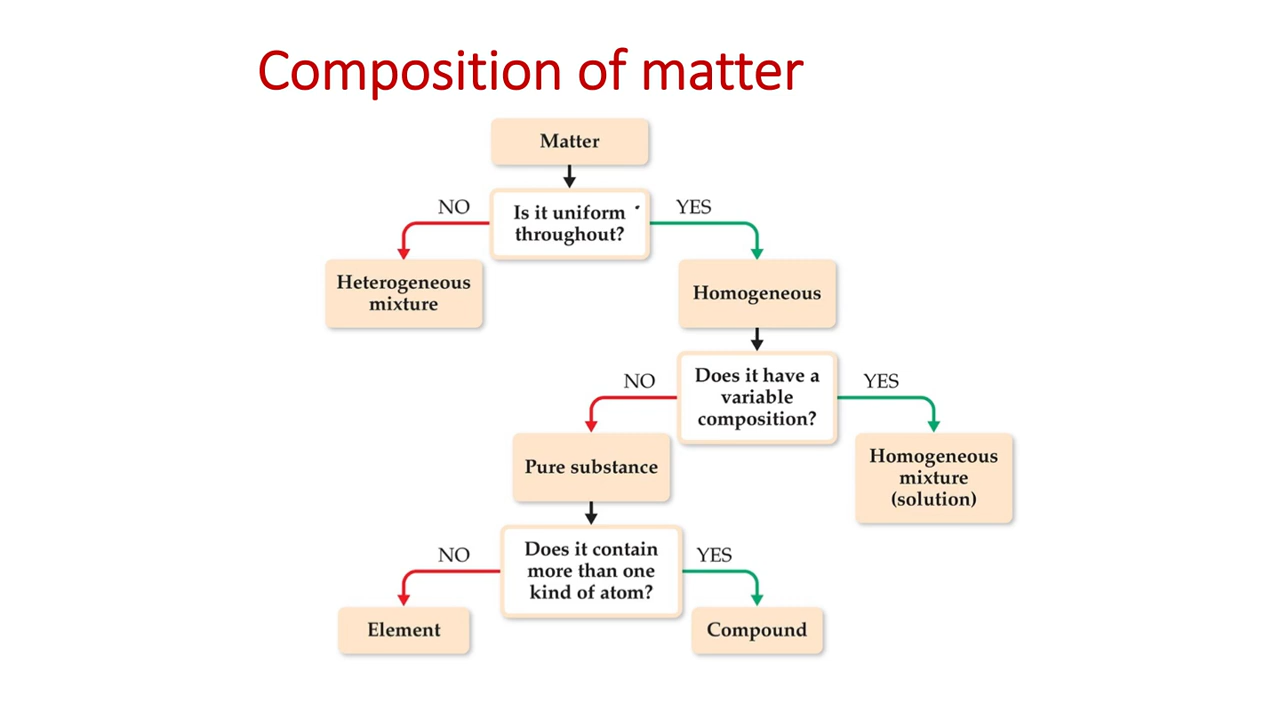 Composition of matter
Matter
NO
Is it uniform
throughout?
YES
Heterogeneous
mixture
Homogeneous
NO
Does it have a
variable
composition?
YES
Pure substance
Homogeneous
mixture
(solution)
NO
Does it contain
more than one
kind of atom?
YES
Element
Compound